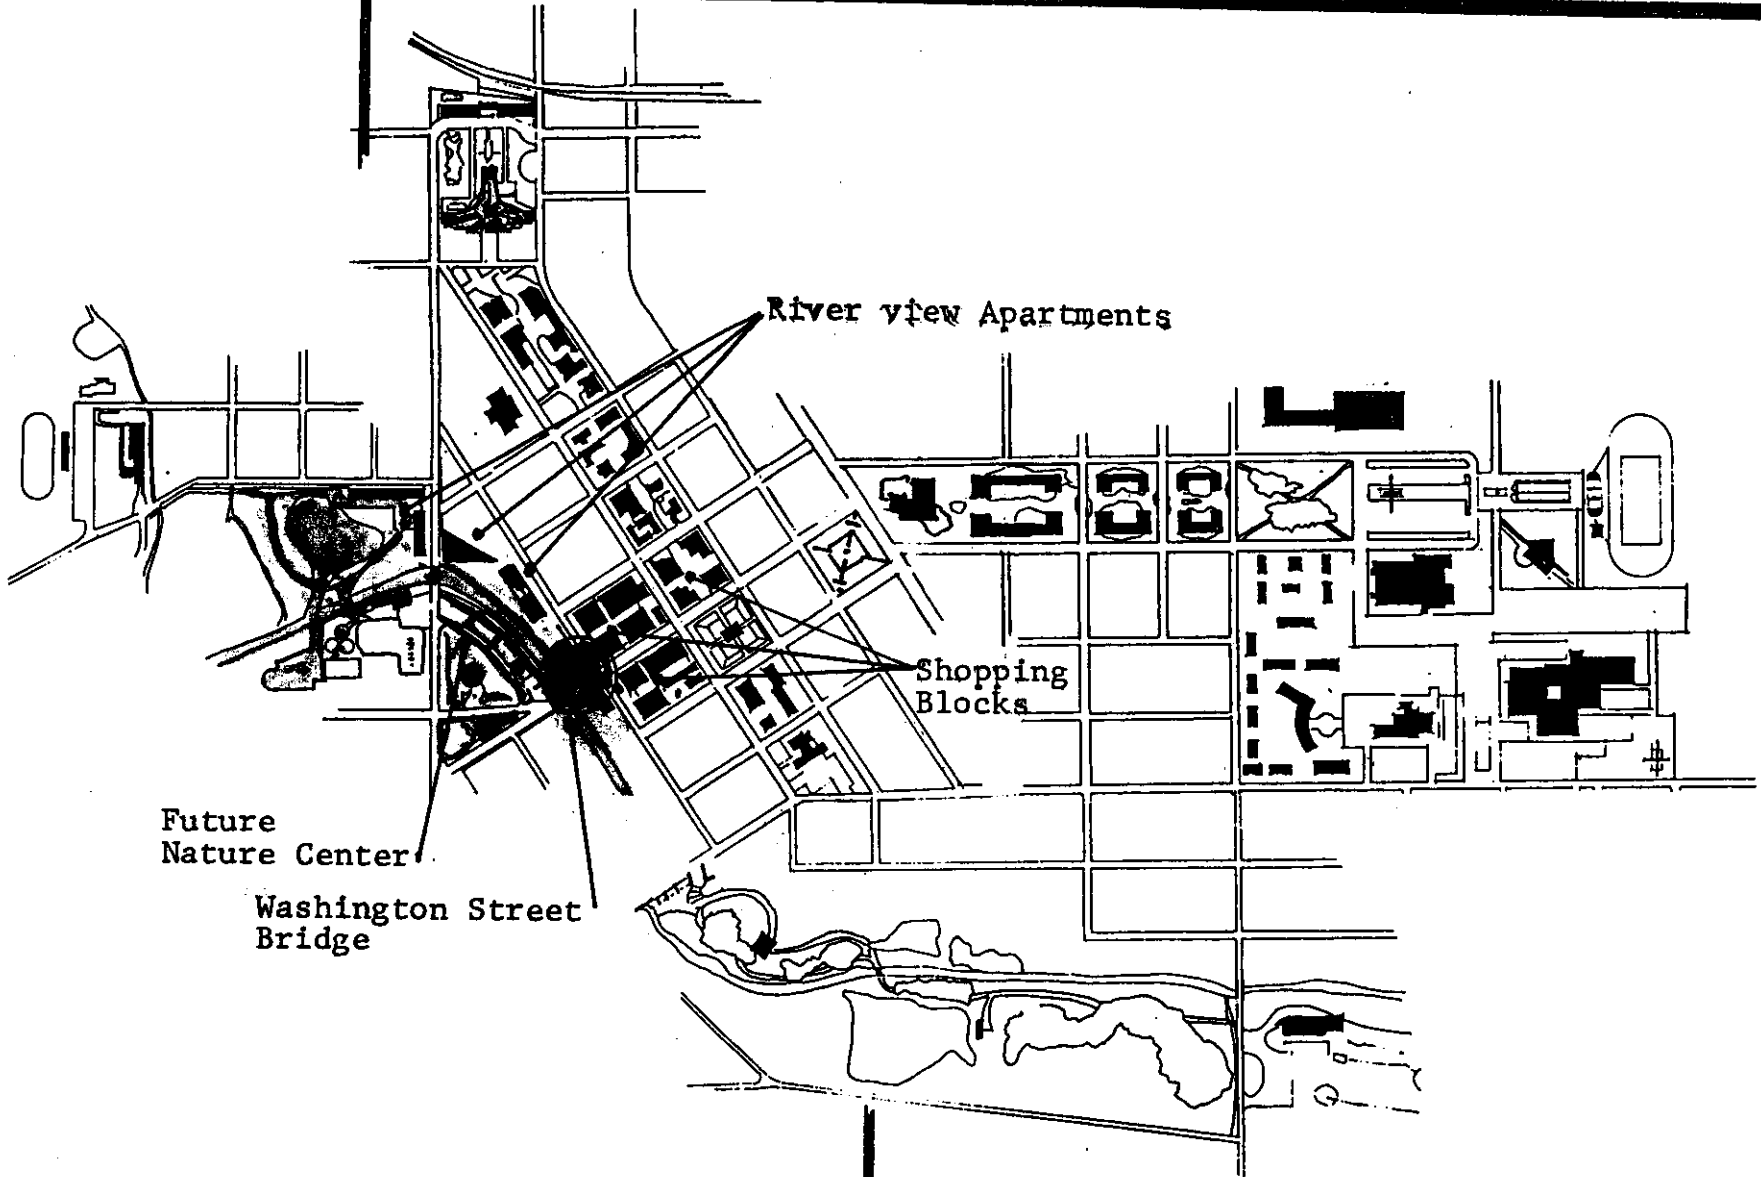 River view Apartments
Shopping
Blocks
Future
Nature Center
Washington Street
Bridge